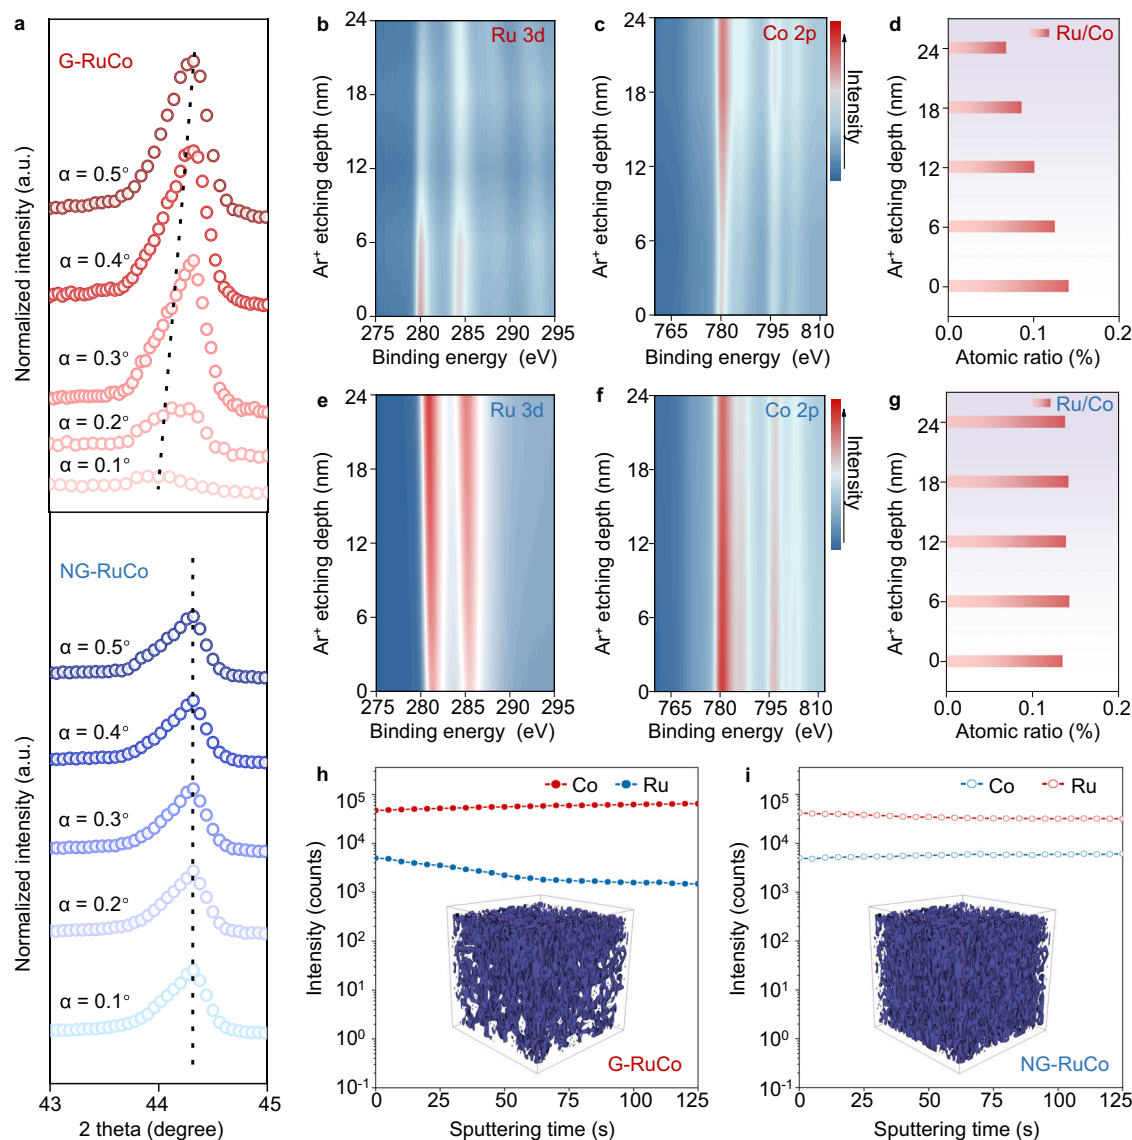 a
G-RuCo
α = 0.5°
α = 0.4°
α = 0.3°
α = 0.2°
α = 0.1°
Normalized intensity (a.u.)
NG-RuCo
α = 0.5°
α = 0.4°
α = 0.3°
α = 0.2°
α = 0.1°
Normalized intensity (a.u.)
43 44 45
2 theta (degree)
b
Ru 3d
24
18
12
6
0
Ar⁺ etching depth (nm)
275 280 285 290 295
Binding energy (eV)
c
Co 2p
Intensity
24
18
12
6
0
Ar⁺ etching depth (nm)
765 780 795 810
Binding energy (eV)
d
Ru/Co
24
18
12
6
0
Ar⁺ etching depth (nm)
0.0 0.1 0.2
Atomic ratio (%)
e
Ru 3d
24
18
12
6
0
Ar⁺ etching depth (nm)
275 280 285 290 295
Binding energy (eV)
f
Co 2p
Intensity
24
18
12
6
0
Ar⁺ etching depth (nm)
765 780 795 810
Binding energy (eV)
g
Ru/Co
24
18
12
6
0
Ar⁺ etching depth (nm)
0.0 0.1 0.2
Atomic ratio (%)
h
Co Ru
10⁵
10⁴
10³
10²
10¹
10⁰
10⁻¹
Intensity (counts)
G-RuCo
0 25 50 75 100 125
Sputtering time (s)
i
Co Ru
10⁵
10⁴
10³
10²
10¹
10⁰
10⁻¹
Intensity (counts)
NG-RuCo
0 25 50 75 100 125
Sputtering time (s)